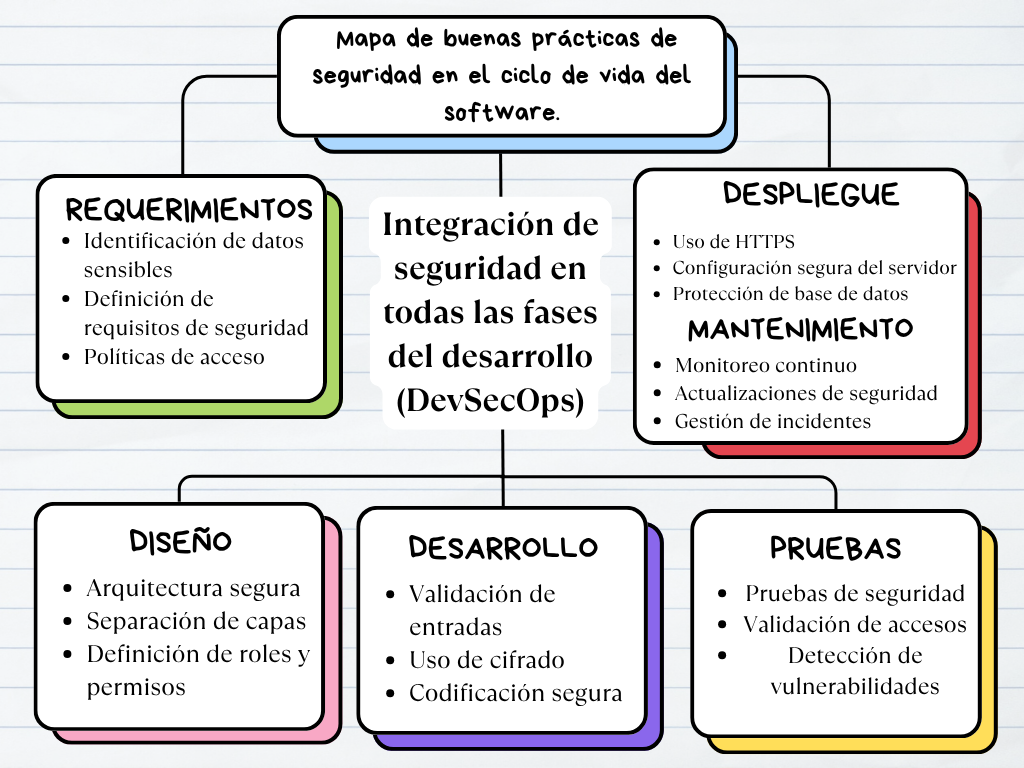 Mapa de buenas prácticas de
seguridad en el ciclo de vida del
software.
REQUERIMIENTOS
• Identificación de datos
sensibles
• Definición de
requisitos de seguridad
• Políticas de acceso
Integración de
seguridad en
todas las fases
del desarrollo
(DevSecOps)
DESPLIEGUE
• Uso de HTTPS
• Configuración segura del servidor
• Protección de base de datos
MANTENIMIENTO
• Monitoreo continuo
• Actualizaciones de seguridad
• Gestión de incidentes
DISEÑO
• Arquitectura segura
• Separación de capas
• Definición de roles y
permisos
DESARROLLO
• Validación de
entradas
• Uso de cifrado
• Codificación segura
PRUEBAS
• Pruebas de seguridad
• Validación de accesos
• Detección de
vulnerabilidades